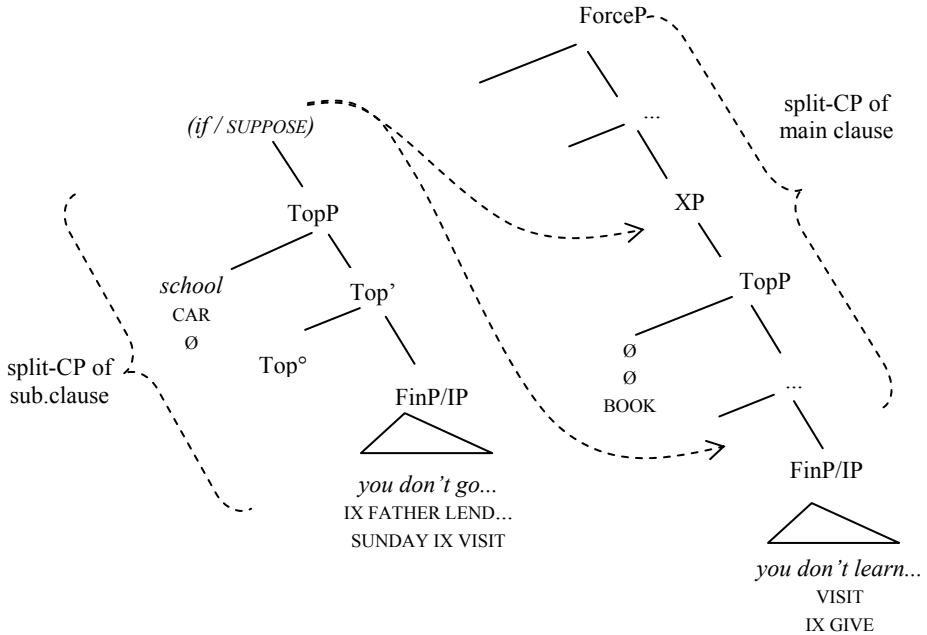 ForceP
split-CP of
main clause
...
(if / SUPPOSE)
XP
TopP
TopP
school
CAR
Ø
Top’
Ø
Ø
BOOK
split-CP of
sub.clause
Top°
...
FinP/IP
FinP/IP
you don’t go...
IX FATHER LEND...
SUNDAY IX VISIT
you don’t learn...
VISIT
IX GIVE